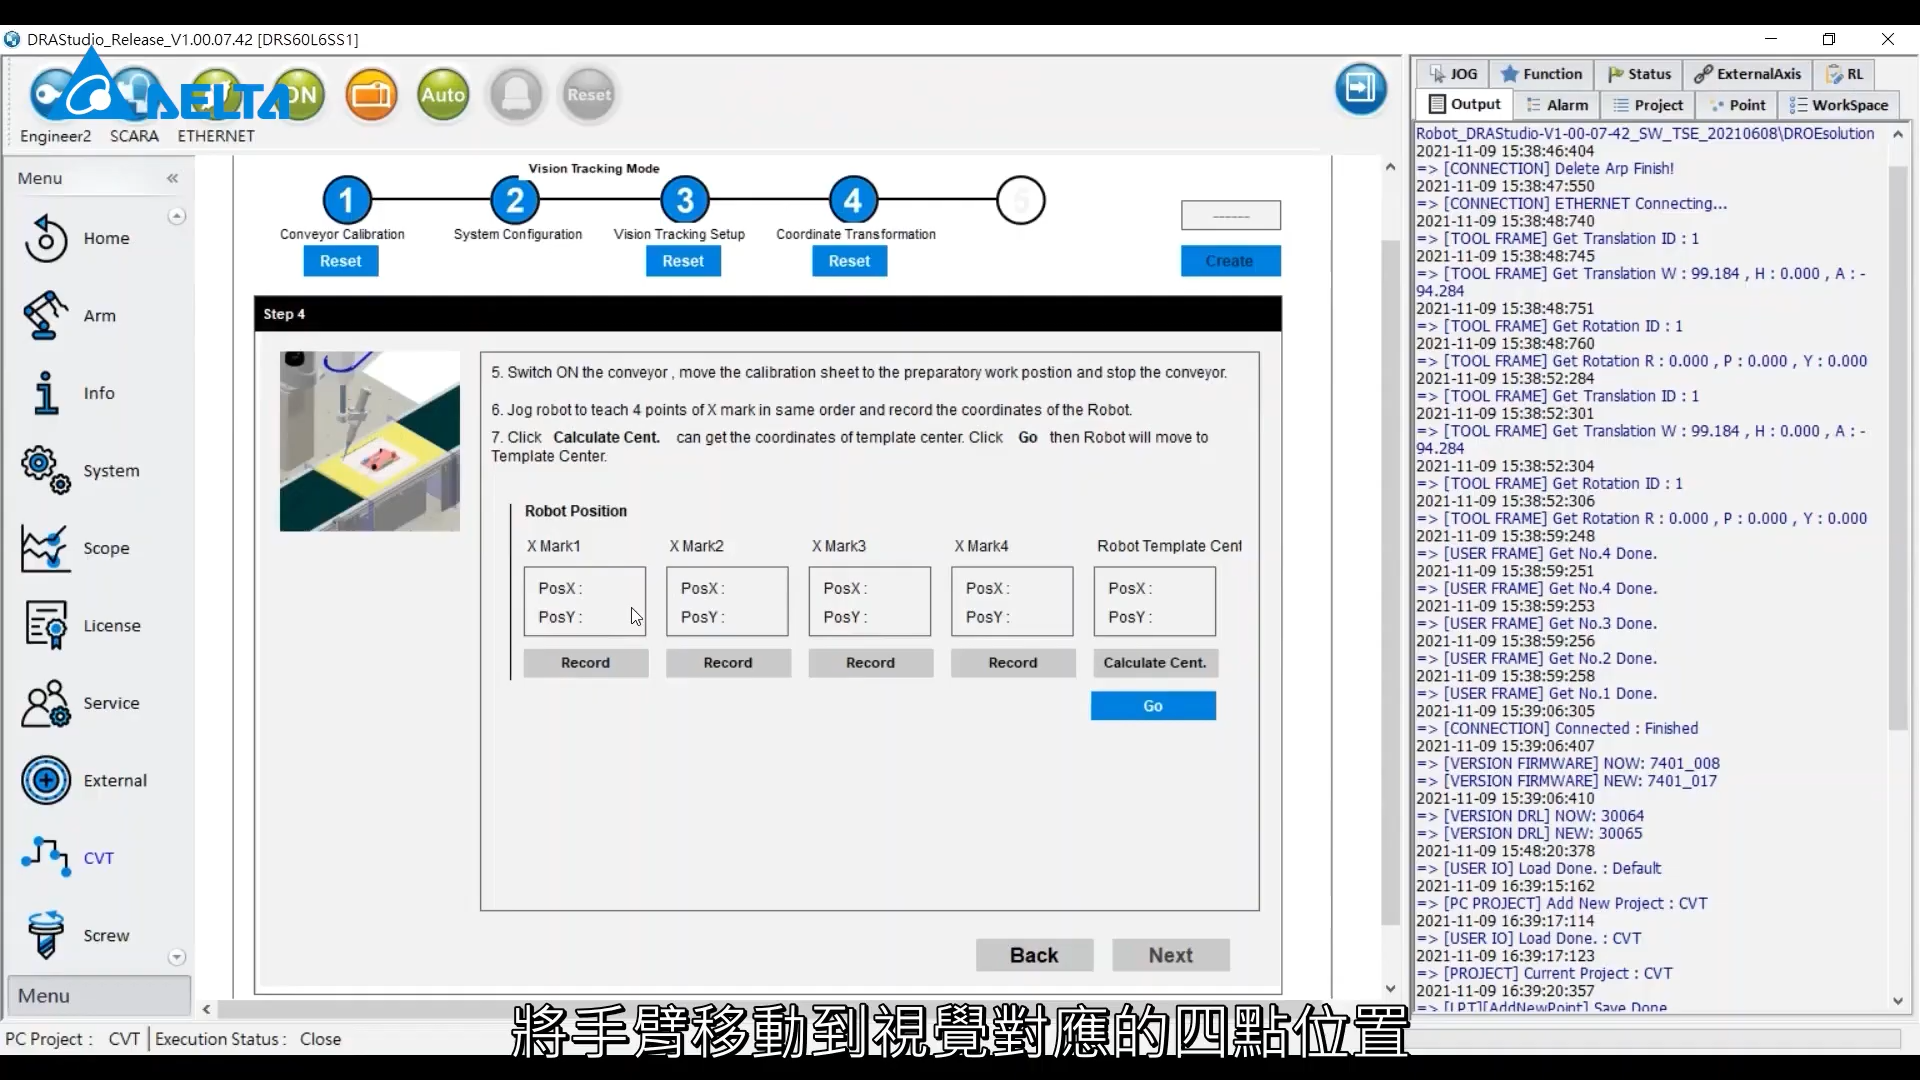 DRAStudio_Release_V1.00.07.42 [DRS60L6SS1]
DELTA
ON
Auto
Reset
Engineer2
SCARA
ETHERNET
Menu
Home
Arm
Info
System
Scope
License
Service
External
CVT
Screw
Menu
Vision Tracking Mode
1
2
3
4
5
Conveyor Calibration
System Configuration
Vision Tracking Setup
Coordinate Transformation
Reset
Reset
Reset
------
Create
Step 4
5. Switch ON the conveyor , move the calibration sheet to the preparatory work postion and stop the conveyor.
6. Jog robot to teach 4 points of X mark in same order and record the coordinates of the Robot.
7. Click Calculate Cent. can get the coordinates of template center. Click Go then Robot will move to
Template Center.
Robot Position
X Mark1
X Mark2
X Mark3
X Mark4
Robot Template Cent
PosX :
PosY :
PosX :
PosY :
PosX :
PosY :
PosX :
PosY :
PosX :
PosY :
Record
Record
Record
Record
Calculate Cent.
Go
Back
Next
JOG
Function
Status
ExternalAxis
RL
Output
Alarm
Project
Point
WorkSpace
Robot_DRAStudio-V1-00-07-42_SW_TSE_20210608\DROEsolution
2021-11-09 15:38:46:404
=> [CONNECTION] Delete Arp Finish!
2021-11-09 15:38:47:550
=> [CONNECTION] ETHERNET Connecting...
2021-11-09 15:38:48:740
=> [TOOL FRAME] Get Translation ID : 1
2021-11-09 15:38:48:745
=> [TOOL FRAME] Get Translation W : 99.184 , H : 0.000 , A : -
94.284
2021-11-09 15:38:48:751
=> [TOOL FRAME] Get Rotation ID : 1
2021-11-09 15:38:48:760
=> [TOOL FRAME] Get Rotation R : 0.000 , P : 0.000 , Y : 0.000
2021-11-09 15:38:52:284
=> [TOOL FRAME] Get Translation ID : 1
2021-11-09 15:38:52:301
=> [TOOL FRAME] Get Translation W : 99.184 , H : 0.000 , A : -
94.284
2021-11-09 15:38:52:304
=> [TOOL FRAME] Get Rotation ID : 1
2021-11-09 15:38:52:306
=> [TOOL FRAME] Get Rotation R : 0.000 , P : 0.000 , Y : 0.000
2021-11-09 15:38:59:248
=> [USER FRAME] Get No.4 Done.
2021-11-09 15:38:59:251
=> [USER FRAME] Get No.4 Done.
2021-11-09 15:38:59:253
=> [USER FRAME] Get No.3 Done.
2021-11-09 15:38:59:256
=> [USER FRAME] Get No.2 Done.
2021-11-09 15:38:59:258
=> [USER FRAME] Get No.1 Done.
2021-11-09 15:39:06:305
=> [CONNECTION] Connected : Finished
2021-11-09 15:39:06:407
=> [VERSION FIRMWARE] NOW: 7401_008
=> [VERSION FIRMWARE] NEW: 7401_017
2021-11-09 15:39:06:410
=> [VERSION DRL] NOW: 30064
=> [VERSION DRL] NEW: 30065
2021-11-09 15:48:20:378
=> [USER IO] Load Done. : Default
2021-11-09 16:39:15:162
=> [PC PROJECT] Add New Project : CVT
2021-11-09 16:39:17:114
=> [USER IO] Load Done. : CVT
2021-11-09 16:39:17:123
=> [PROJECT] Current Project : CVT
2021-11-09 16:39:20:357
=> [LPT][AddNewPoint] Save Done
PC Project : CVT
Execution Status : Close
將手臂移動到視覺對應的四點位置